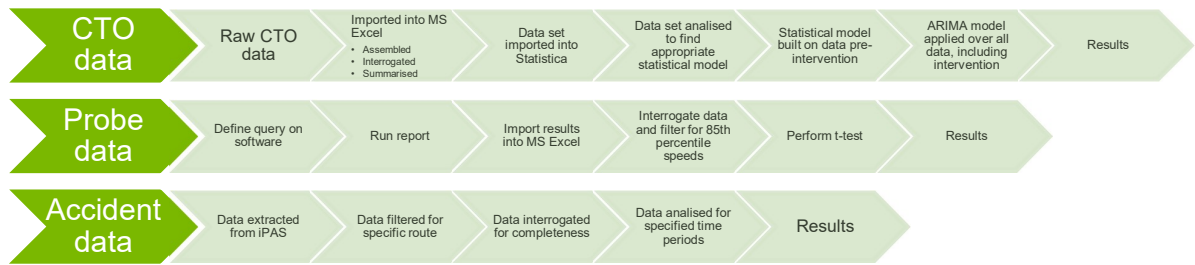 CTO
data
Raw CTO
data
Imported into MS
Excel
• Assembled
• Interrogated
• Summarised
Data set
imported into
Statistica
Data set analised
to find
appropriate
statistical model
Statistical model
built on data pre-
intervention
ARIMA model
applied over all
data, including
intervention
Results
Probe
data
Define query on
software
Run report
Import results
into MS Excel
Interrogate data
and filter for 85th
percentile
speeds
Perform t-test
Results
Accident
data
Data extracted
from iPAS
Data filtered for
specific route
Data interrogated
for completeness
Data analised for
specified time
periods
Results